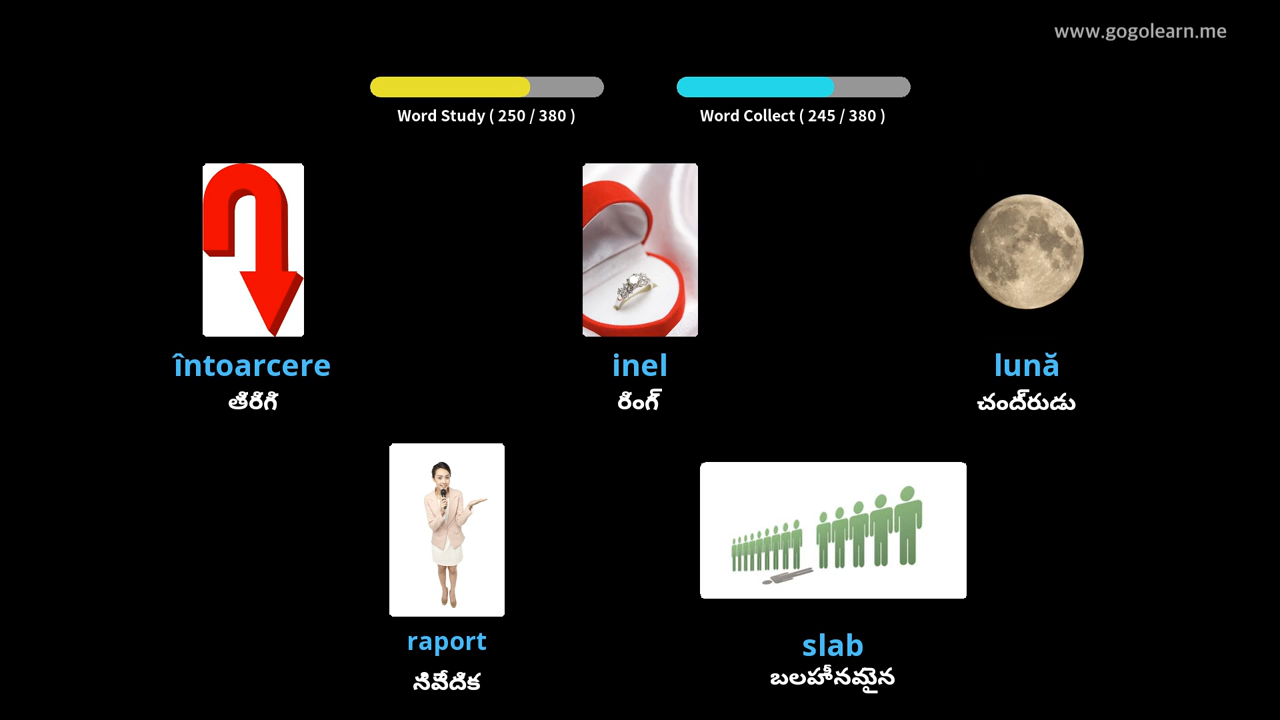 www.gogolearn.me
Word Study ( 250 / 380 )
Word Collect ( 245 / 380 )
întoarcere
తిరిగి
inel
రింగ్
lună
చంద్రుడు
raport
నివేదిక
slab
బలహీనమైన